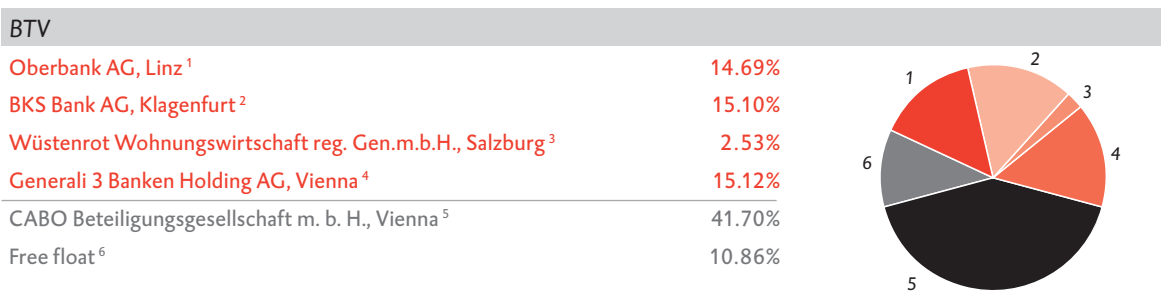 BTV
Oberbank AG, Linz 1 14.69%
BKS Bank AG, Klagenfurt 2 15.10%
Wüstenrot Wohnungswirtschaft reg. Gen.m.b.H., Salzburg 3 2.53%
Generali 3 Banken Holding AG, Vienna 4 15.12%
CABO Beteiligungsgesellschaft m. b. H., Vienna 5 41.70%
Free float 6 10.86%
1
2
3
4
5
6